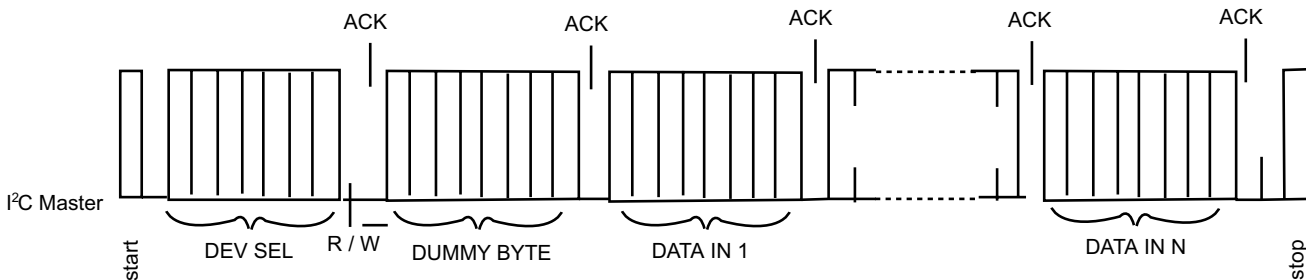 ACK ACK ACK ACK ACK
I²C Master
start DEV SEL R / W DUMMY BYTE DATA IN 1 DATA IN N stop